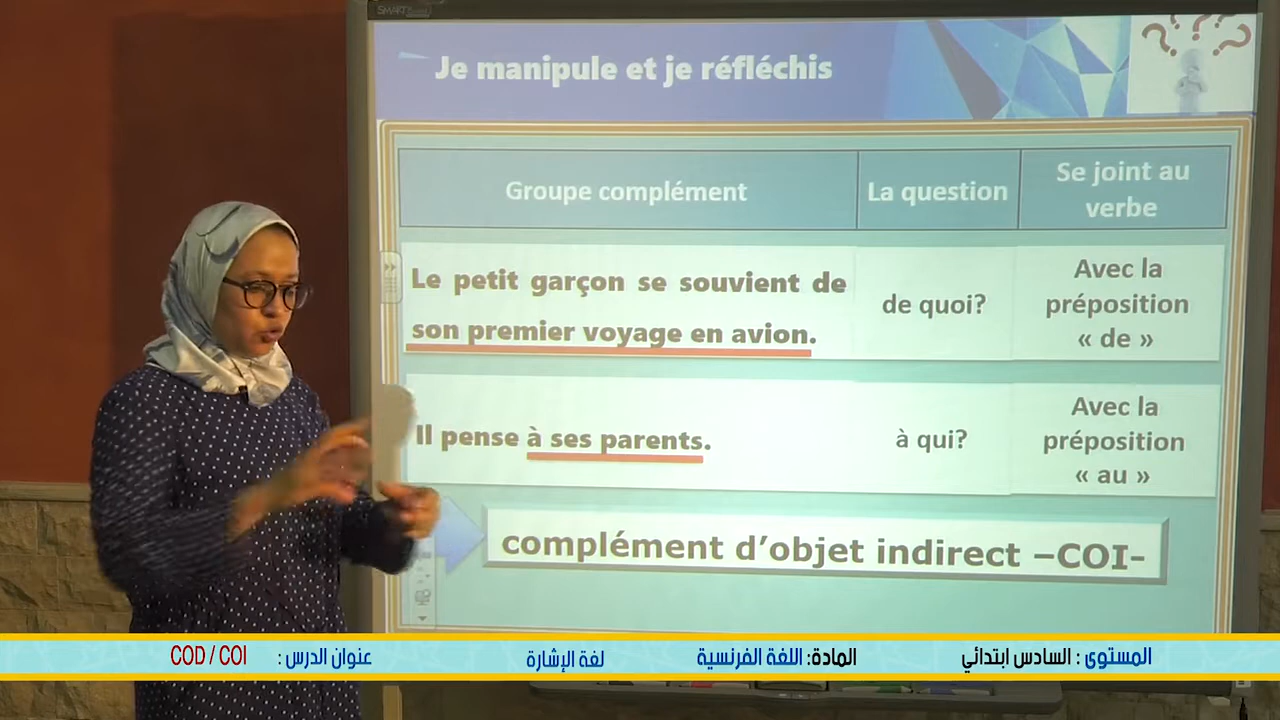 SMART
Je manipule et je réfléchis
Groupe complément
La question
Se joint au
verbe
Le petit garçon se souvient de
son premier voyage en avion.
de quoi?
Avec la
préposition
« de »
Il pense à ses parents.
à qui?
Avec la
préposition
« au »
complément d’objet indirect –COI-
المستوى : السادس ابتدائي
المادة: اللغة الفرنسية
لغة الإشارة
عنوان الدرس : COD / COI